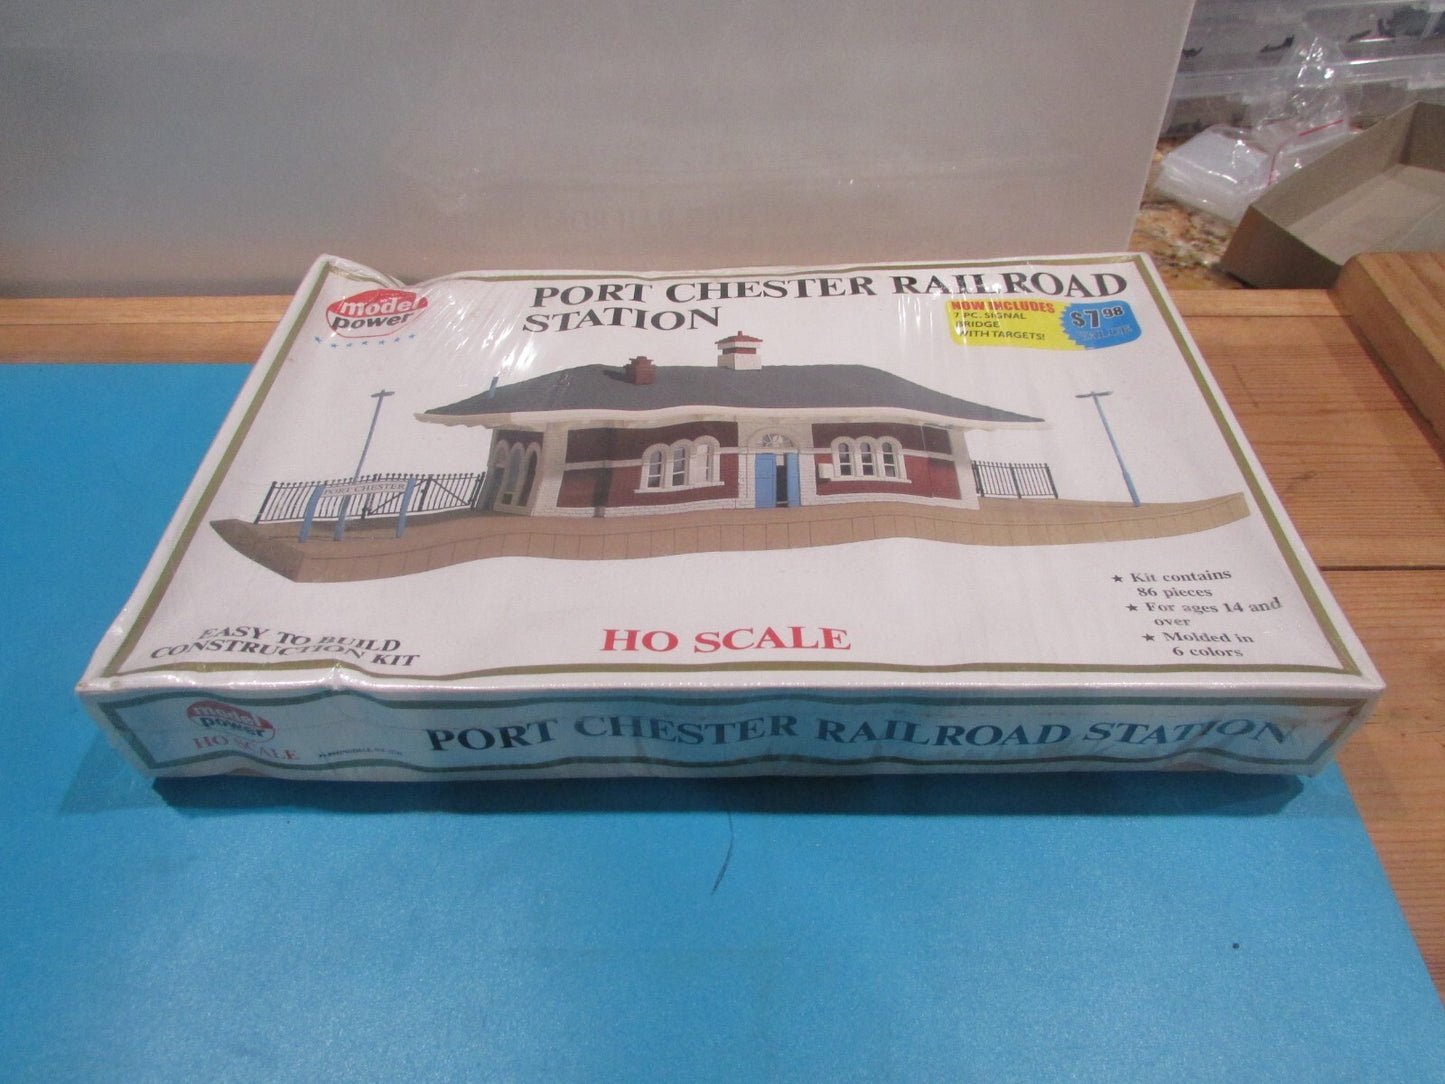 model
power
PORT CHESTER RAILROAD
STATION
NOW INCLUDES
7 PC. SIGNAL
BRIDGE
WITH TARGETS!
$7.98
PORT CHESTER
★ Kit contains
86 pieces
★ For ages 14 and
over
★ Molded in
6 colors
EASY TO BUILD
CONSTRUCTION KIT
HO SCALE
model
power
HO SCALE
PORT CHESTER RAILROAD STATION